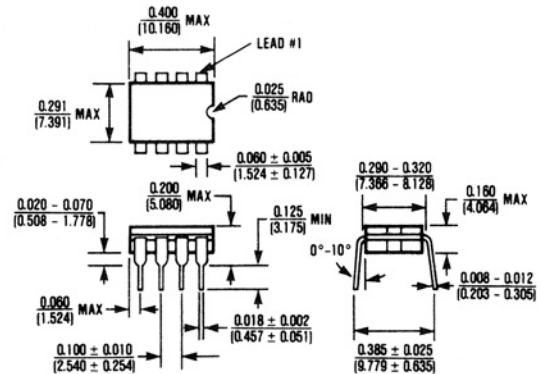 0.400
(10.160) MAX
LEAD #1
0.025
(0.635) RAD
0.291
(7.391) MAX
0.060 ± 0.005
(1.524 ± 0.127)
0.290 - 0.320
(7.366 - 8.128)
0.200
(5.080) MAX
0.160
(4.064) MAX
0.020 - 0.070
(0.508 - 1.778)
0.125
(3.175) MIN
0°-10°
0.008 - 0.012
(0.203 - 0.305)
0.060
(1.524) MAX
0.018 ± 0.002
(0.457 ± 0.051)
0.100 ± 0.010
(2.540 ± 0.254)
0.385 ± 0.025
(9.779 ± 0.635)